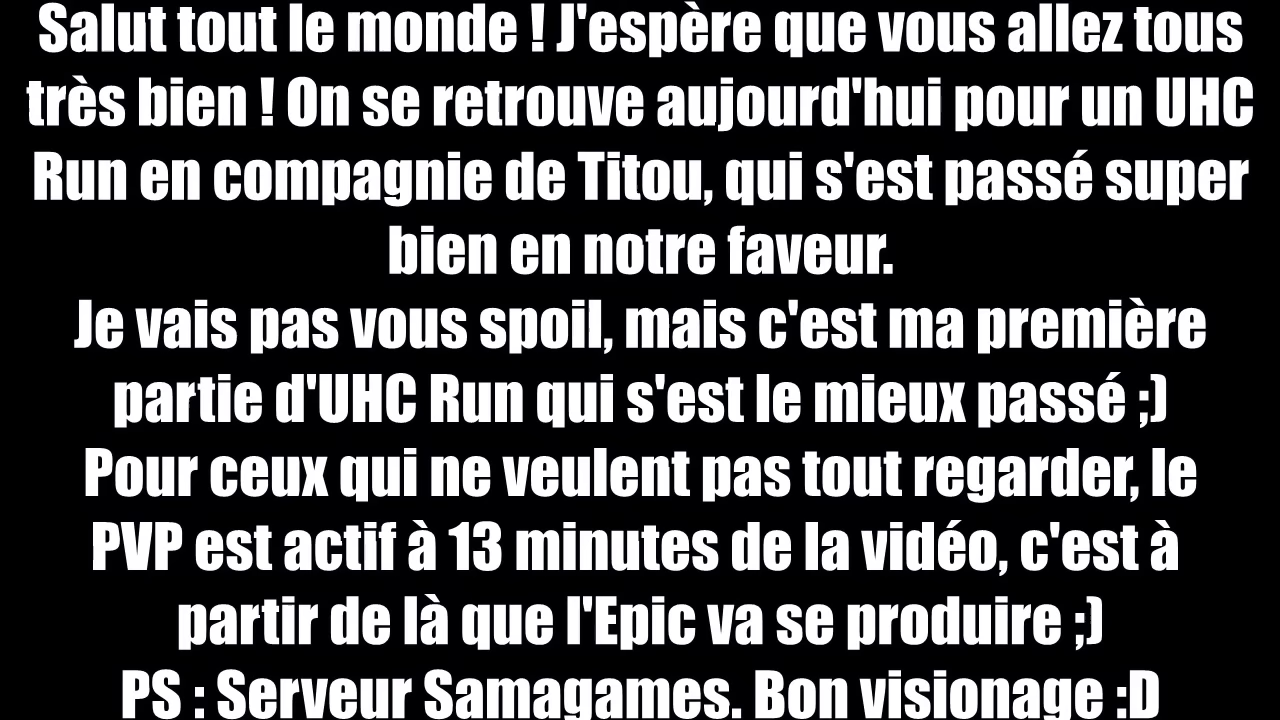 Salut tout le monde ! J'espère que vous allez tous
très bien ! On se retrouve aujourd'hui pour un UHC
Run en compagnie de Titou, qui s'est passé super
bien en notre faveur.
Je vais pas vous spoil, mais c'est ma première
partie d'UHC Run qui s'est le mieux passé ;)
Pour ceux qui ne veulent pas tout regarder, le
PVP est actif à 13 minutes de la vidéo, c'est à
partir de là que l'Epic va se produire ;)
PS : Serveur Samagames. Bon visionage :D